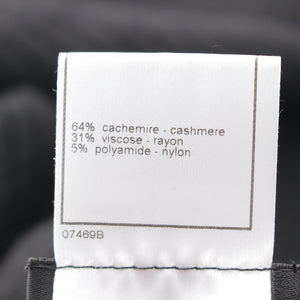 64% cachemire - cashmere
31% viscose - rayon
5% polyamide - nylon
07469B